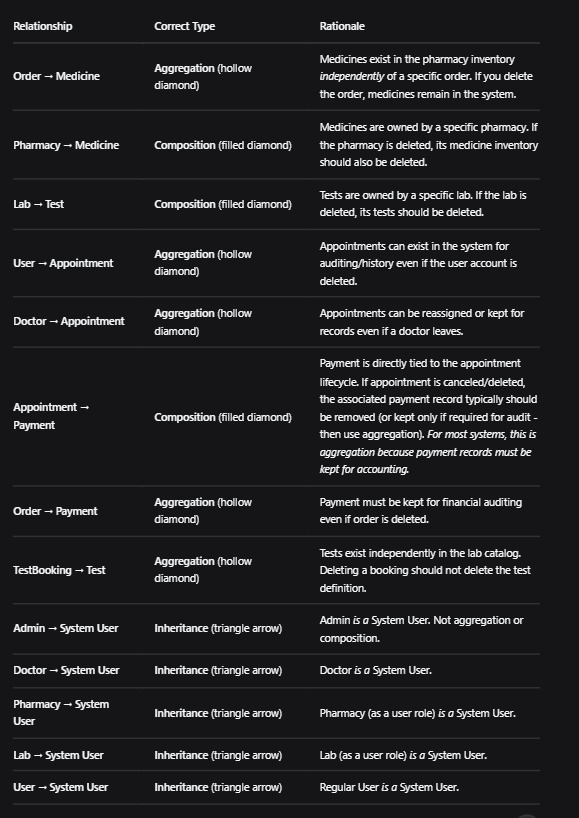 Relationship Correct Type Rationale
Medicines exist in the pharmacy inventory
Order → Medicine Aggregation (hollow diamond) independently of a specific order. If you delete
the order, medicines remain in the system.
Medicines are owned by a specific pharmacy. If
Pharmacy → Medicine Composition (filled diamond) the pharmacy is deleted, its medicine inventory
should also be deleted.
Lab → Test Composition (filled diamond) Tests are owned by a specific lab. If the lab is
deleted, its tests should be deleted.
User → Appointment Aggregation (hollow diamond) Appointments can exist in the system for
auditing/history even if the user account is
deleted.
Doctor → Appointment Aggregation (hollow diamond) Appointments can be reassigned or kept for
records even if a doctor leaves.
Appointment →
Payment
Composition (filled diamond)
Payment is directly tied to the appointment
lifecycle. If appointment is canceled/deleted,
the associated payment record typically should
be removed (or kept only if required for audit -
then use aggregation). For most systems, this is
aggregation because payment records must be
kept for accounting.
Order → Payment Aggregation (hollow diamond) Payment must be kept for financial auditing
even if order is deleted.
TestBooking → Test Aggregation (hollow diamond) Tests exist independently in the lab catalog.
Deleting a booking should not delete the test
definition.
Admin → System User Inheritance (triangle arrow) Admin is a System User. Not aggregation or
composition.
Doctor → System User Inheritance (triangle arrow) Doctor is a System User.
Pharmacy → System
User
Inheritance (triangle arrow) Pharmacy (as a user role) is a System User.
Lab → System User Inheritance (triangle arrow) Lab (as a user role) is a System User.
User → System User Inheritance (triangle arrow) Regular User is a System User.